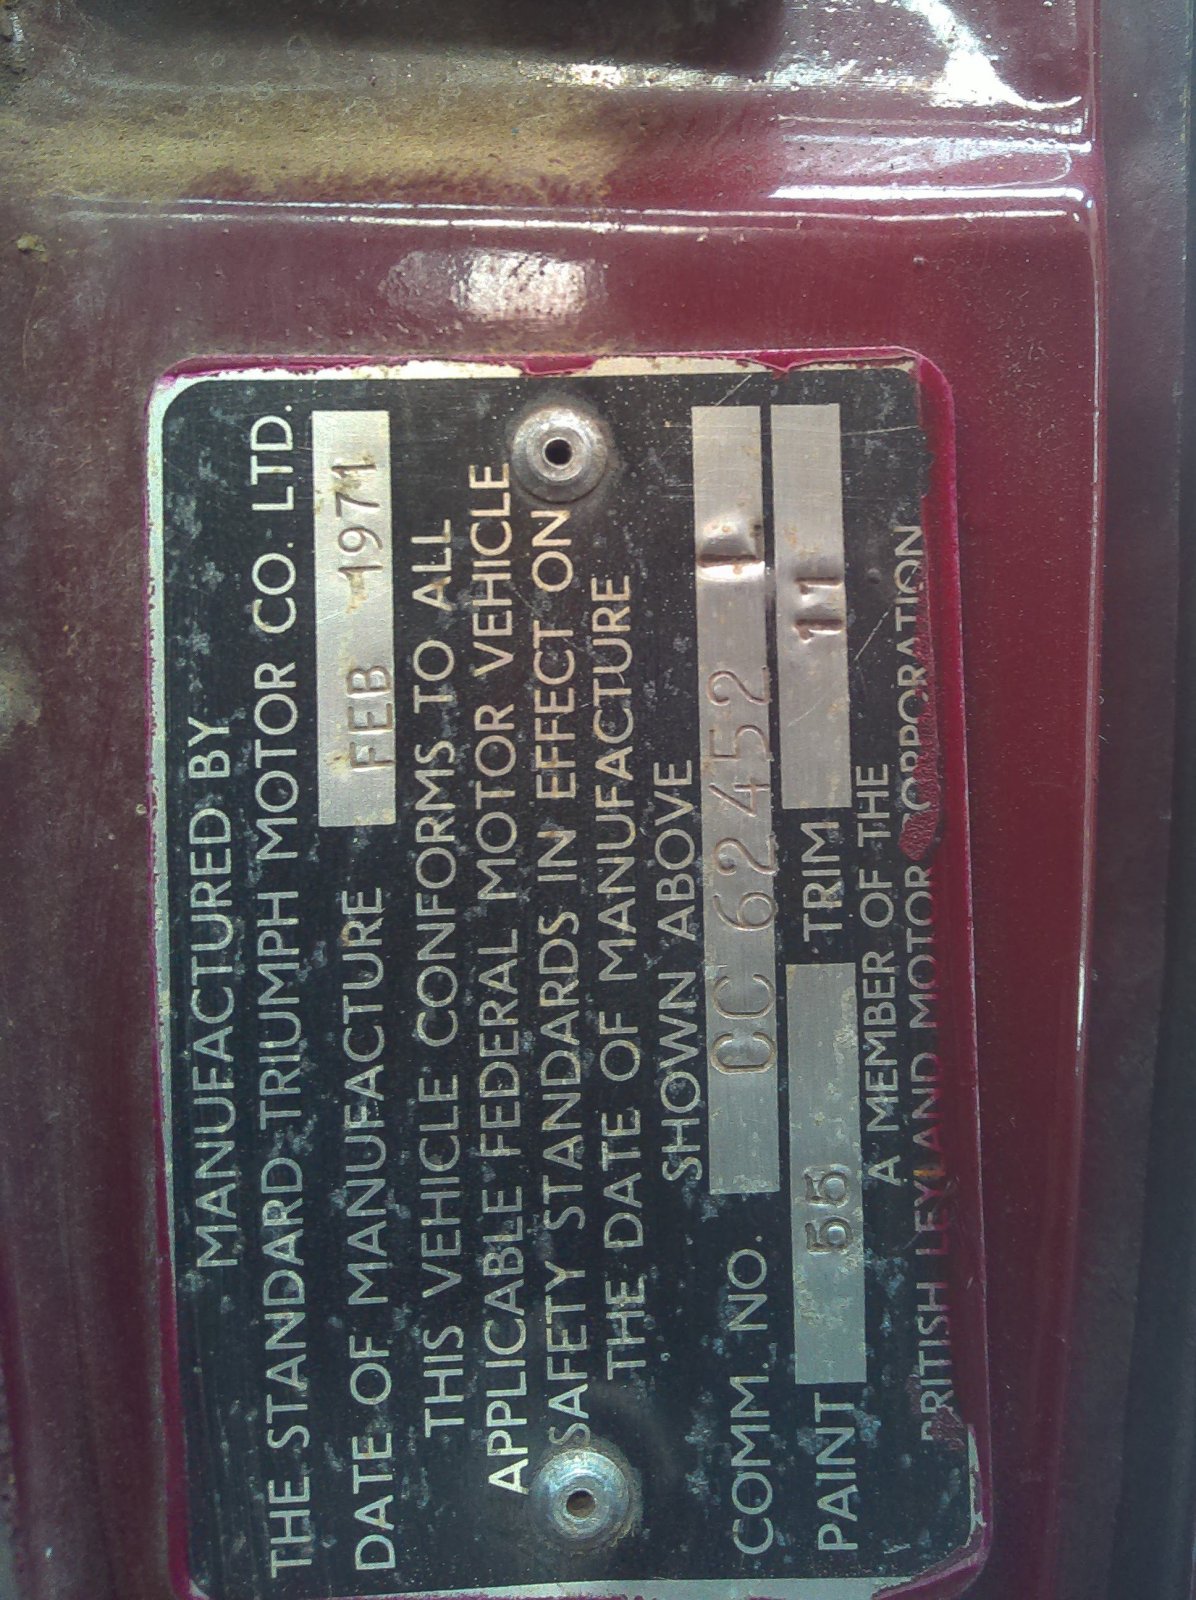 MANUFACTURED BY
THE STANDARD-TRIUMPH MOTOR CO. LTD.
DATE OF MANUFACTURE FEB 1971
THIS VEHICLE CONFORMS TO ALL
APPLICABLE FEDERAL MOTOR VEHICLE
SAFETY STANDARDS IN EFFECT ON
THE DATE OF MANUFACTURE
SHOWN ABOVE
COMM. NO. CC 62452 L
PAINT 55 TRIM 11
A MEMBER OF THE
BRITISH LEYLAND MOTOR CORPORATION